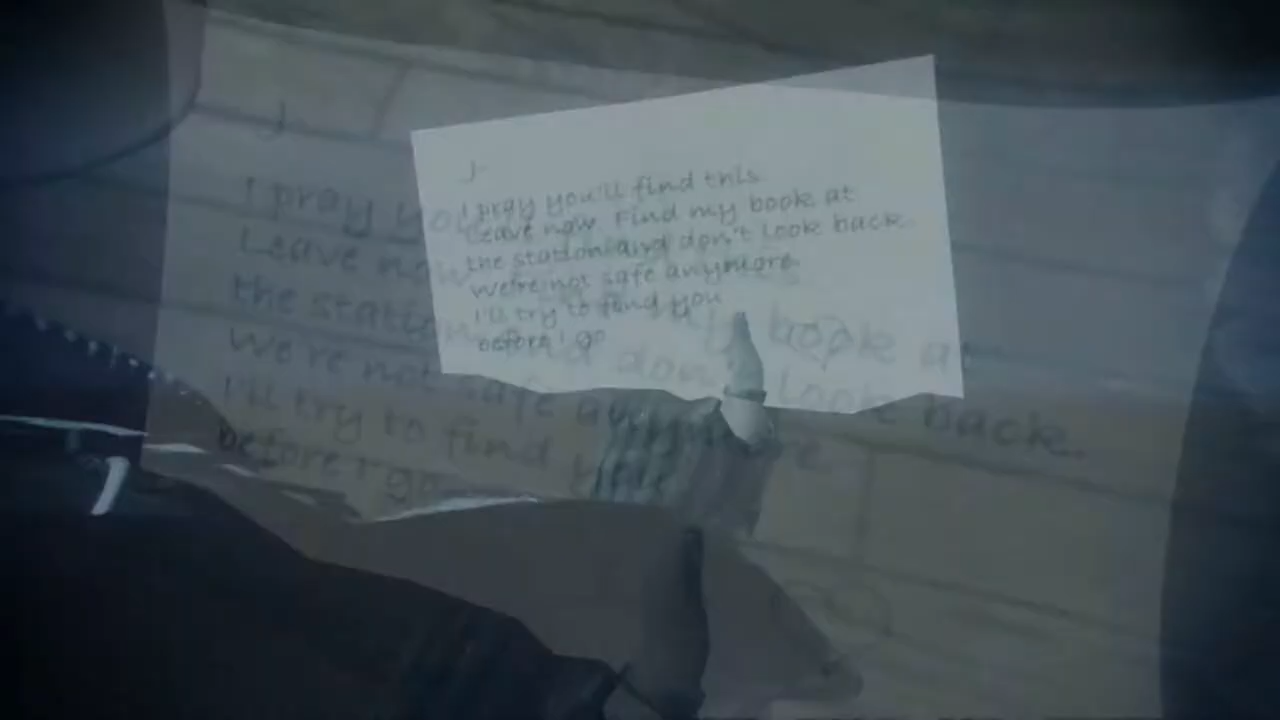 J-
I pray you'll find this.
Leave now. Find my book at
the station and don't look back.
We're not safe anymore.
I'll try to find you
before I go